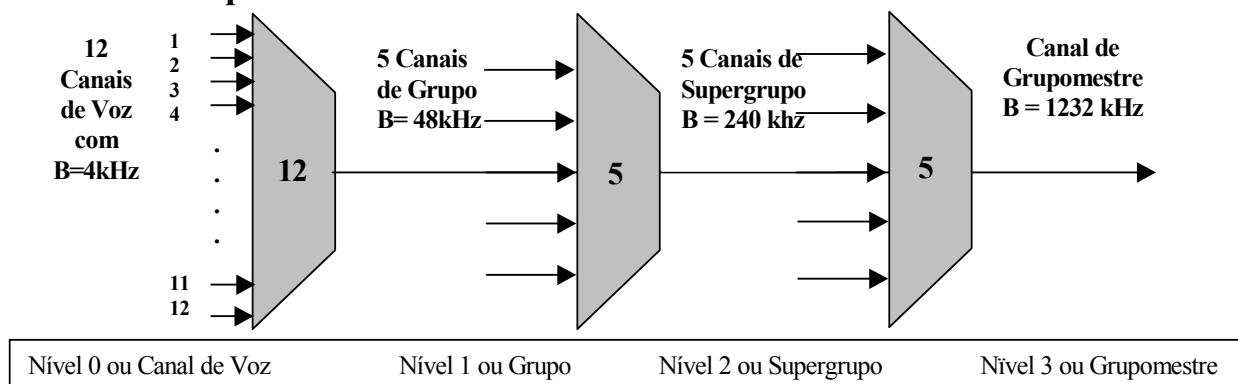 12
Canais
de Voz
com
B=4kHz
1
2
3
4
.
.
.
.
11
12
12
5 Canais
de Grupo
B= 48kHz
5
5 Canais de
Supergrupo
B = 240 khz
5
Canal de
Grupomestre
B = 1232 kHz
Nível 0 ou Canal de Voz
Nível 1 ou Grupo
Nível 2 ou Supergrupo
Nïvel 3 ou Grupomestre